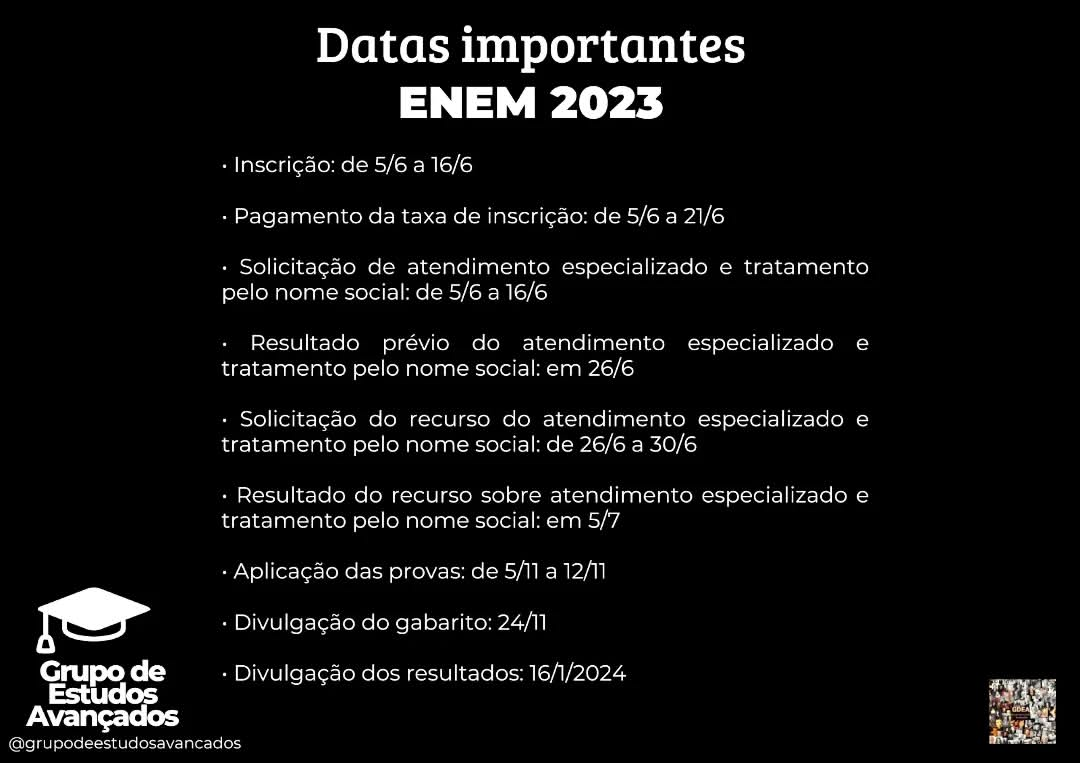 Datas importantes
ENEM 2023
• Inscrição: de 5/6 a 16/6
• Pagamento da taxa de inscrição: de 5/6 a 21/6
• Solicitação de atendimento especializado e tratamento
pelo nome social: de 5/6 a 16/6
• Resultado prévio do atendimento especializado e
tratamento pelo nome social: em 26/6
• Solicitação do recurso do atendimento especializado e
tratamento pelo nome social: de 26/6 a 30/6
• Resultado do recurso sobre atendimento especializado e
tratamento pelo nome social: em 5/7
• Aplicação das provas: de 5/11 a 12/11
• Divulgação do gabarito: 24/11
• Divulgação dos resultados: 16/1/2024
Grupo de
Estudos
Avançados
@grupodeestudosavancados
GDEA